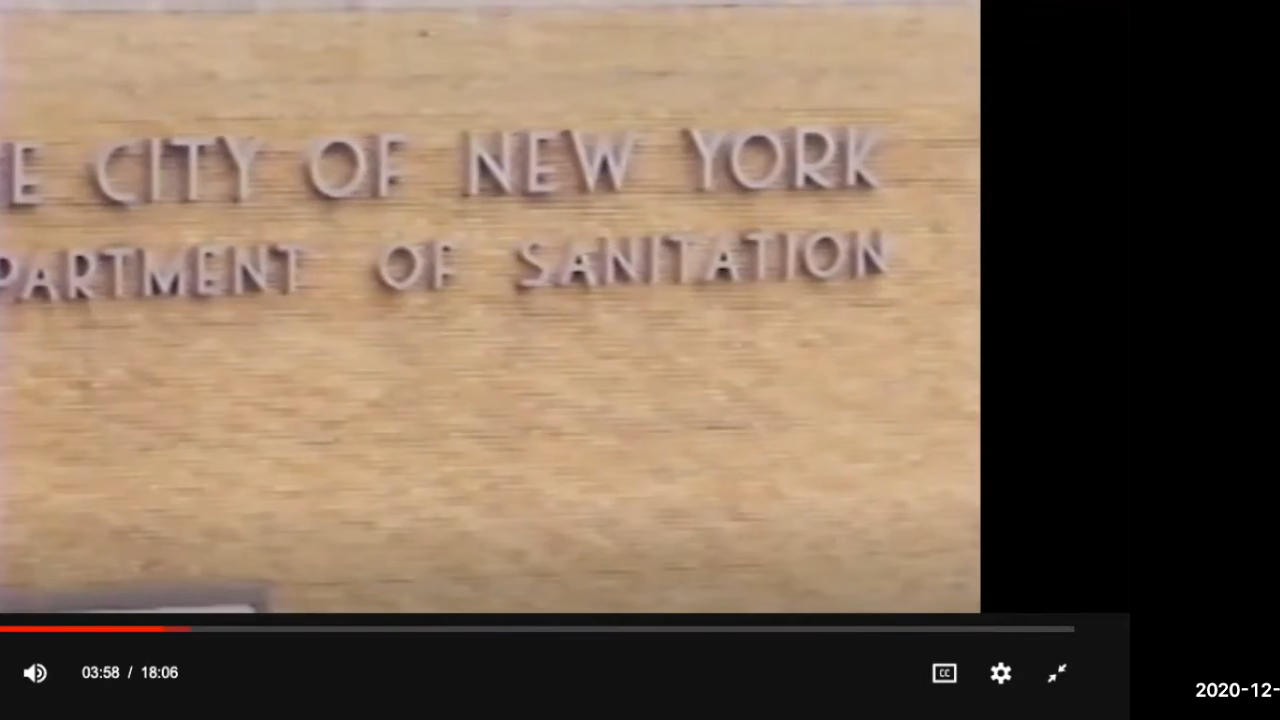 E CITY OF NEW YORK
PARTMENT OF SANITATION
03:58 / 18:06
CC
2020-12-